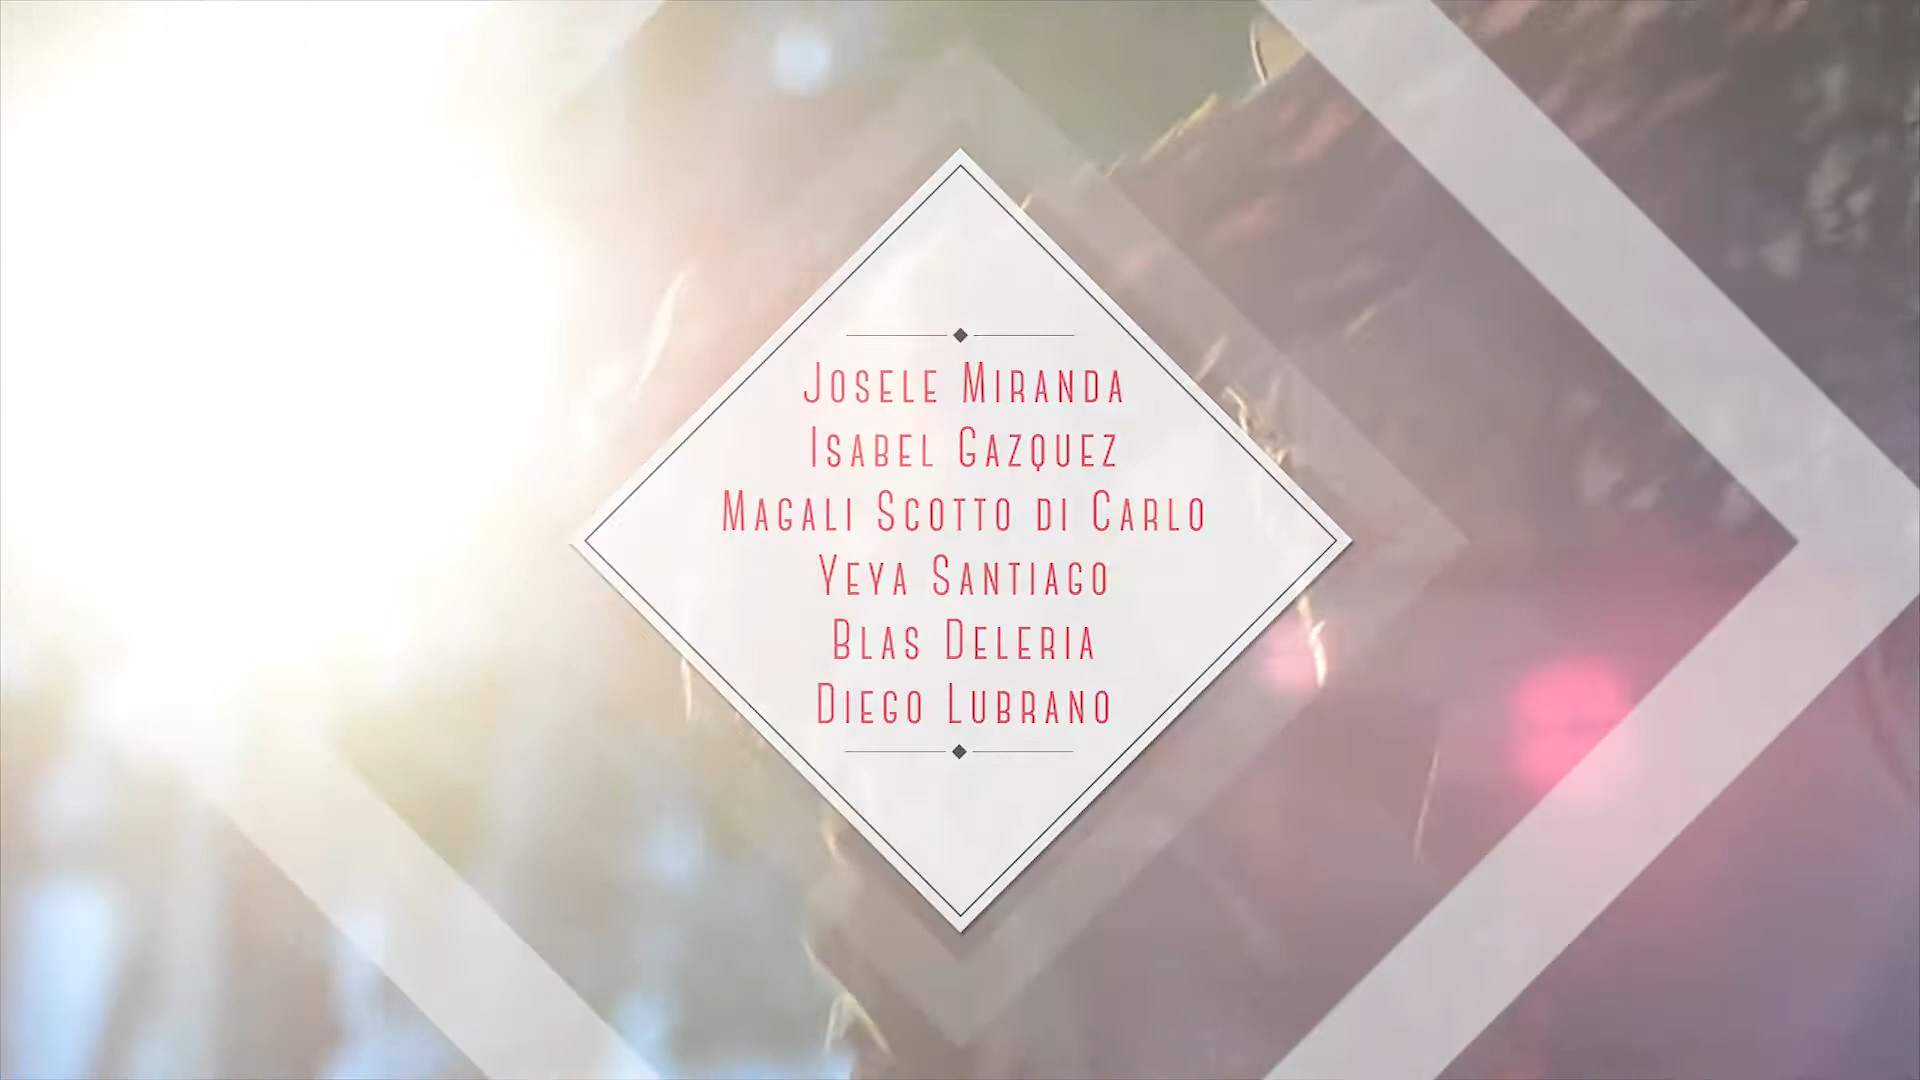 Josele Miranda
Isabel Gazquez
Magali Scotto di Carlo
Yeya Santiago
Blas Deleria
Diego Lubrano